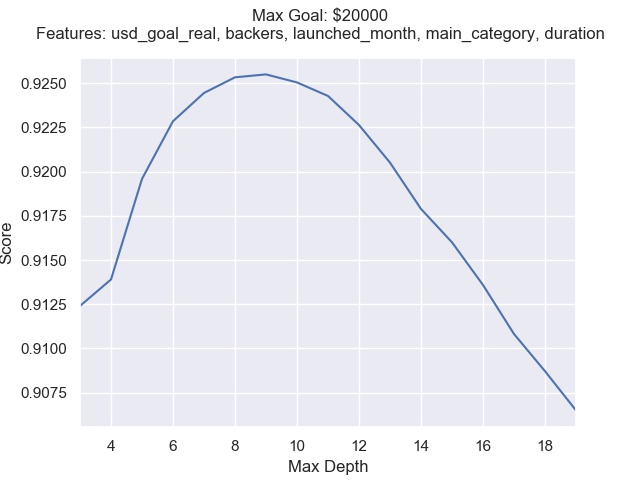 Max Goal: $20000
Features: usd_goal_real, backers, launched_month, main_category, duration
0.9250
0.9225
0.9200
0.9175
0.9150
0.9125
0.9100
0.9075
Score
4 6 8 10 12 14 16 18
Max Depth